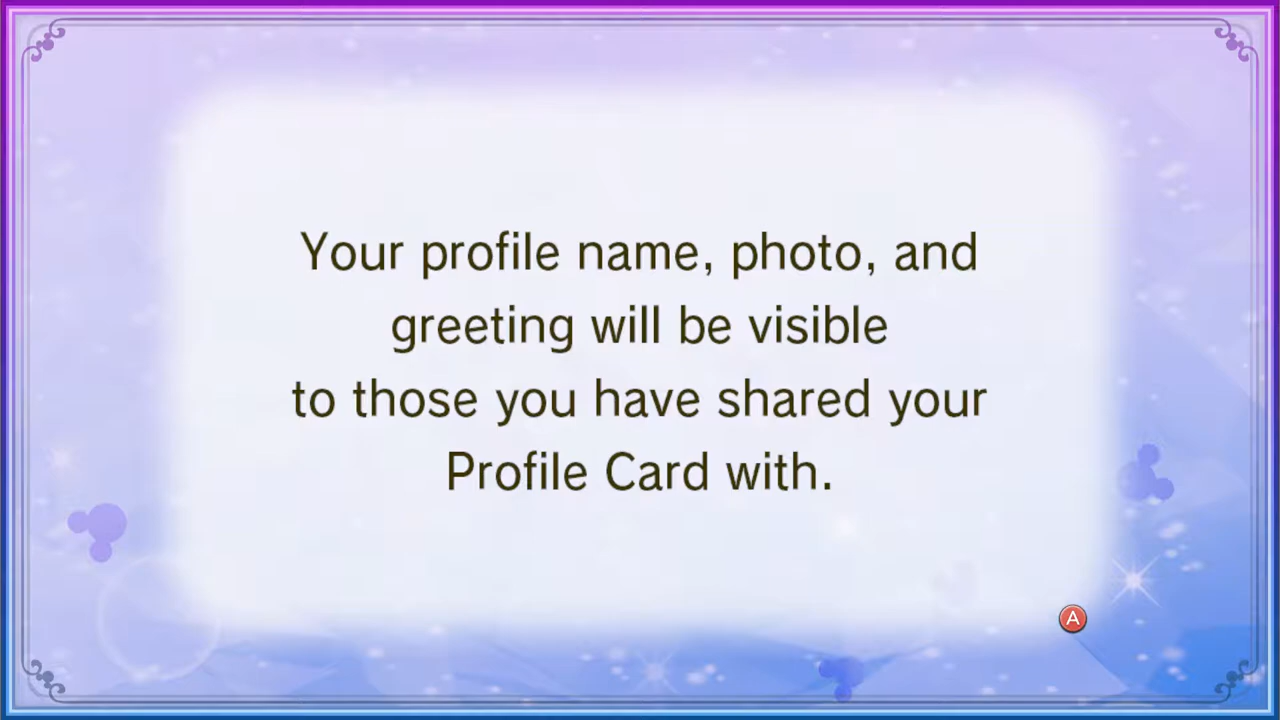 Your profile name, photo, and
greeting will be visible
to those you have shared your
Profile Card with.
A